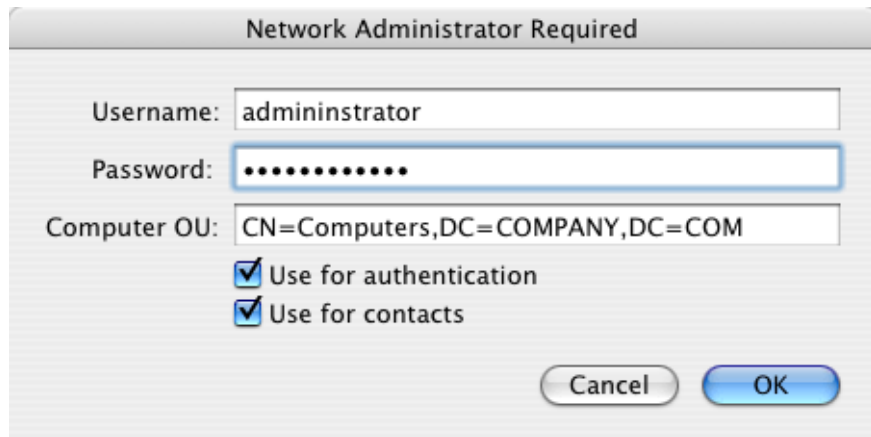 Network Administrator Required
Username: admininstrator
Password: ••••••••••••
Computer OU: CN=Computers,DC=COMPANY,DC=COM
Use for authentication
Use for contacts
Cancel OK